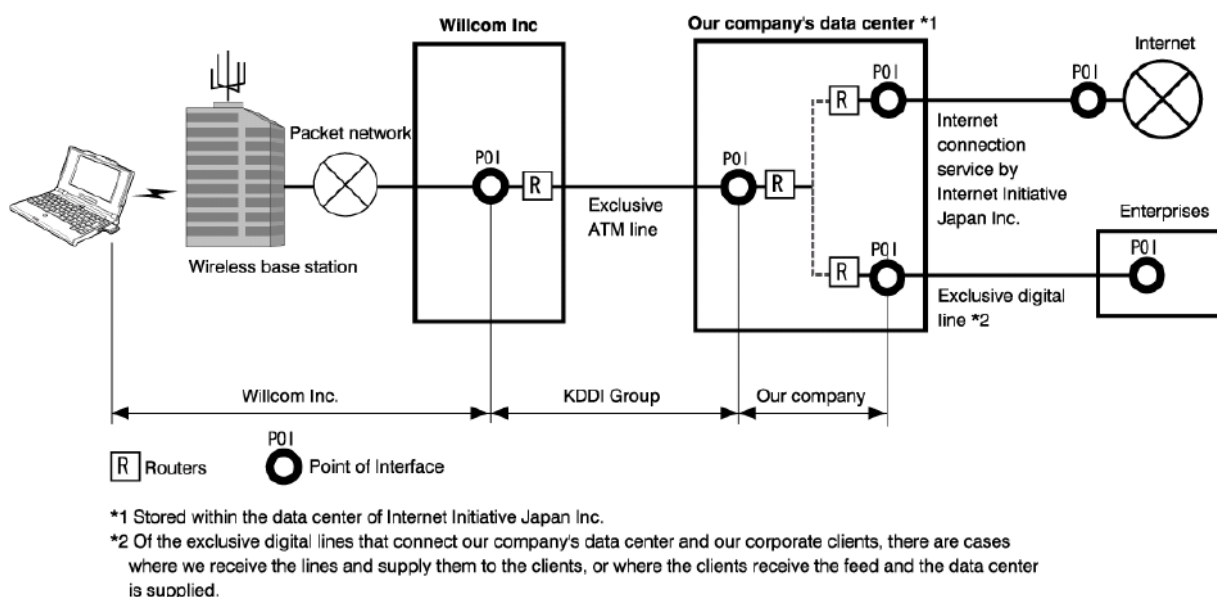 Willcom Inc
Our company's data center *1
Internet
POI
POI
R
Packet network
Internet
connection
service by
Internet Initiative
Japan Inc.
POI
R
POI
R
Exclusive
ATM line
Enterprises
POI
R
POI
Wireless base station
Exclusive digital
line *2
Willcom Inc.
KDDI Group
Our company
POI
R Routers
Point of Interface
*1 Stored within the data center of Internet Initiative Japan Inc.
*2 Of the exclusive digital lines that connect our company's data center and our corporate clients, there are cases
where we receive the lines and supply them to the clients, or where the clients receive the feed and the data center
is supplied.